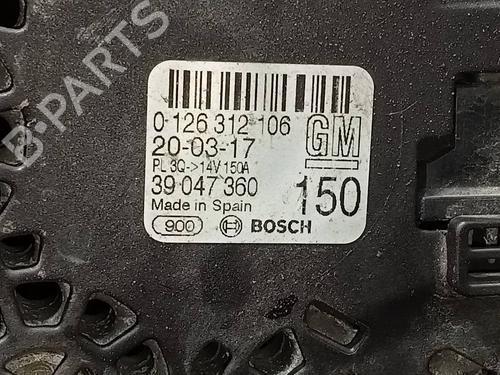 B-PARTS
0 126 312 106
GM
20-03-17
PL 3Q->14V 150A
39 047 360
150
Made in Spain
900
BOSCH